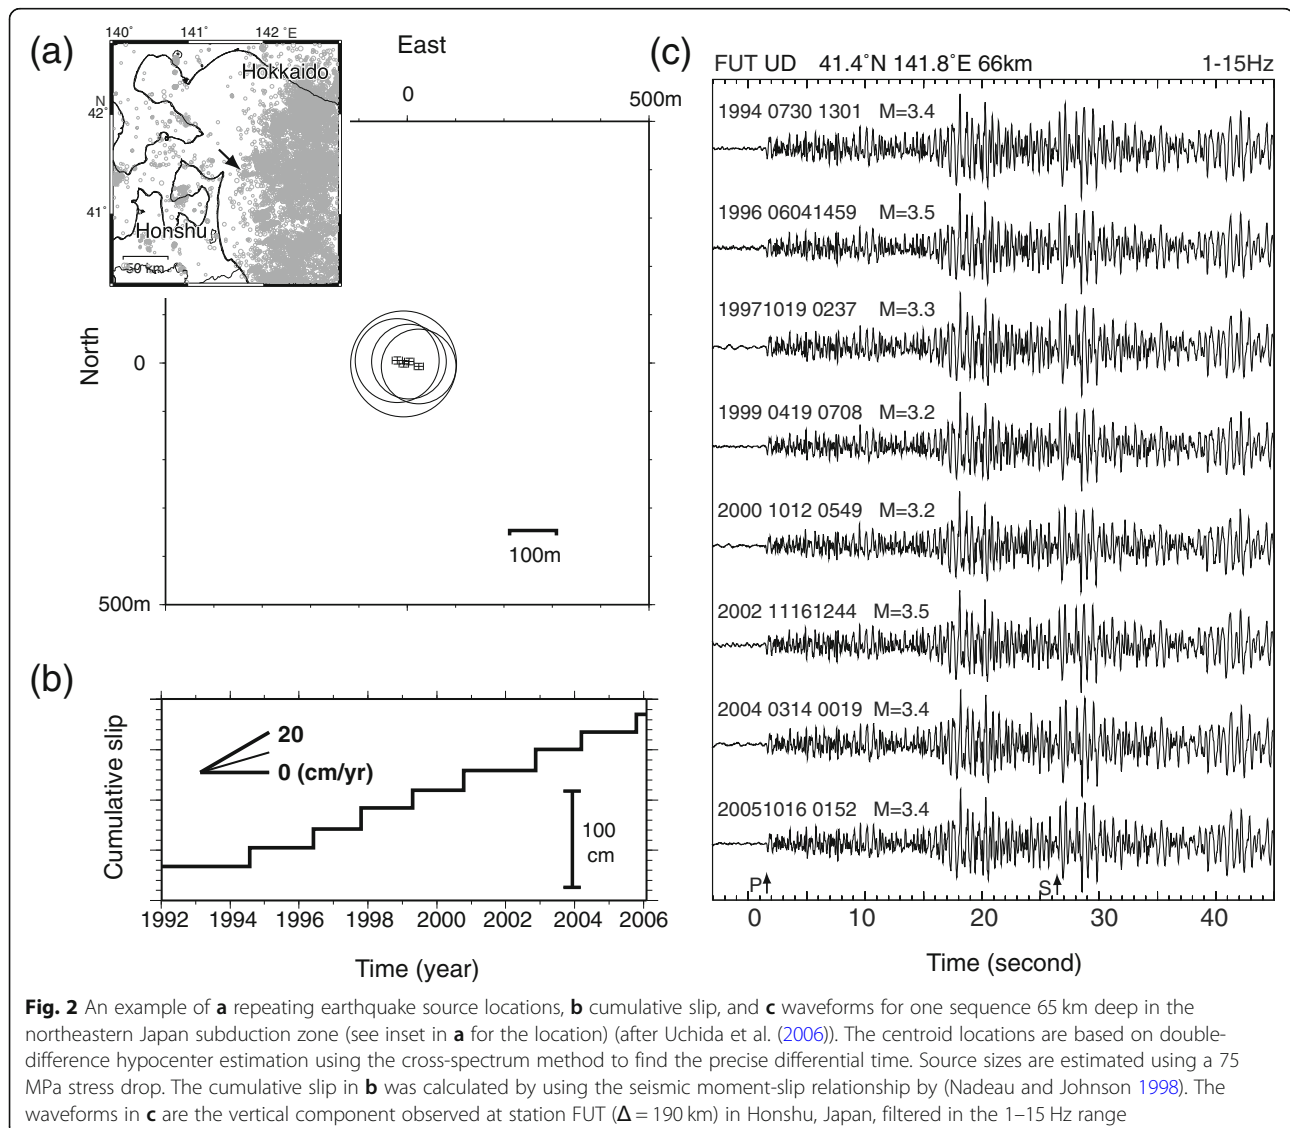 (a)
140˚ 141˚ 142˚E
N
42˚
41˚
Hokkaido
Honshu
50 km
East
0
500m
North
0
500m
100m
(b)
Cumulative slip
20
0 (cm/yr)
100
cm
1992 1994 1996 1998 2000 2002 2004 2006
Time (year)
(c)
FUT UD 41.4˚N 141.8˚E 66km 1-15Hz
1994 0730 1301 M=3.4
1996 06041459 M=3.5
19971019 0237 M=3.3
1999 0419 0708 M=3.2
2000 1012 0549 M=3.2
2002 11161244 M=3.5
2004 0314 0019 M=3.4
20051016 0152 M=3.4
P S
0 10 20 30 40
Time (second)
Fig. 2 An example of a repeating earthquake source locations, b cumulative slip, and c waveforms for one sequence 65 km deep in the
northeastern Japan subduction zone (see inset in a for the location) (after Uchida et al. (2006)). The centroid locations are based on double-
difference hypocenter estimation using the cross-spectrum method to find the precise differential time. Source sizes are estimated using a 75
MPa stress drop. The cumulative slip in b was calculated by using the seismic moment-slip relationship by (Nadeau and Johnson 1998). The
waveforms in c are the vertical component observed at station FUT (Δ = 190 km) in Honshu, Japan, filtered in the 1–15 Hz range